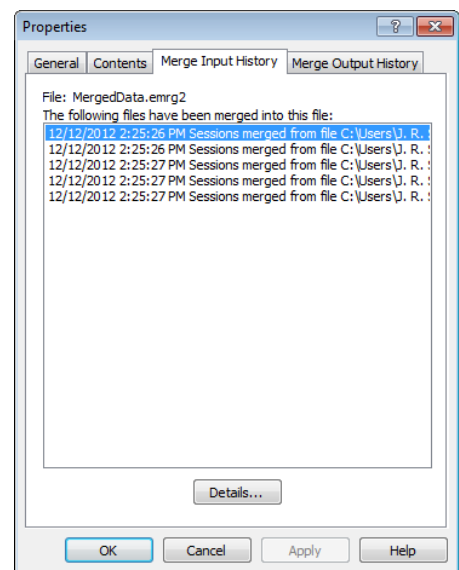 Properties
?
General Contents Merge Input History Merge Output History
File: MergedData.emrg2
The following files have been merged into this file:
12/12/2012 2:25:26 PM Sessions merged from file C:\Users\J. R.
12/12/2012 2:25:26 PM Sessions merged from file C:\Users\J. R.
12/12/2012 2:25:27 PM Sessions merged from file C:\Users\J. R.
12/12/2012 2:25:27 PM Sessions merged from file C:\Users\J. R.
12/12/2012 2:25:27 PM Sessions merged from file C:\Users\J. R.
Details...
OK Cancel Apply Help